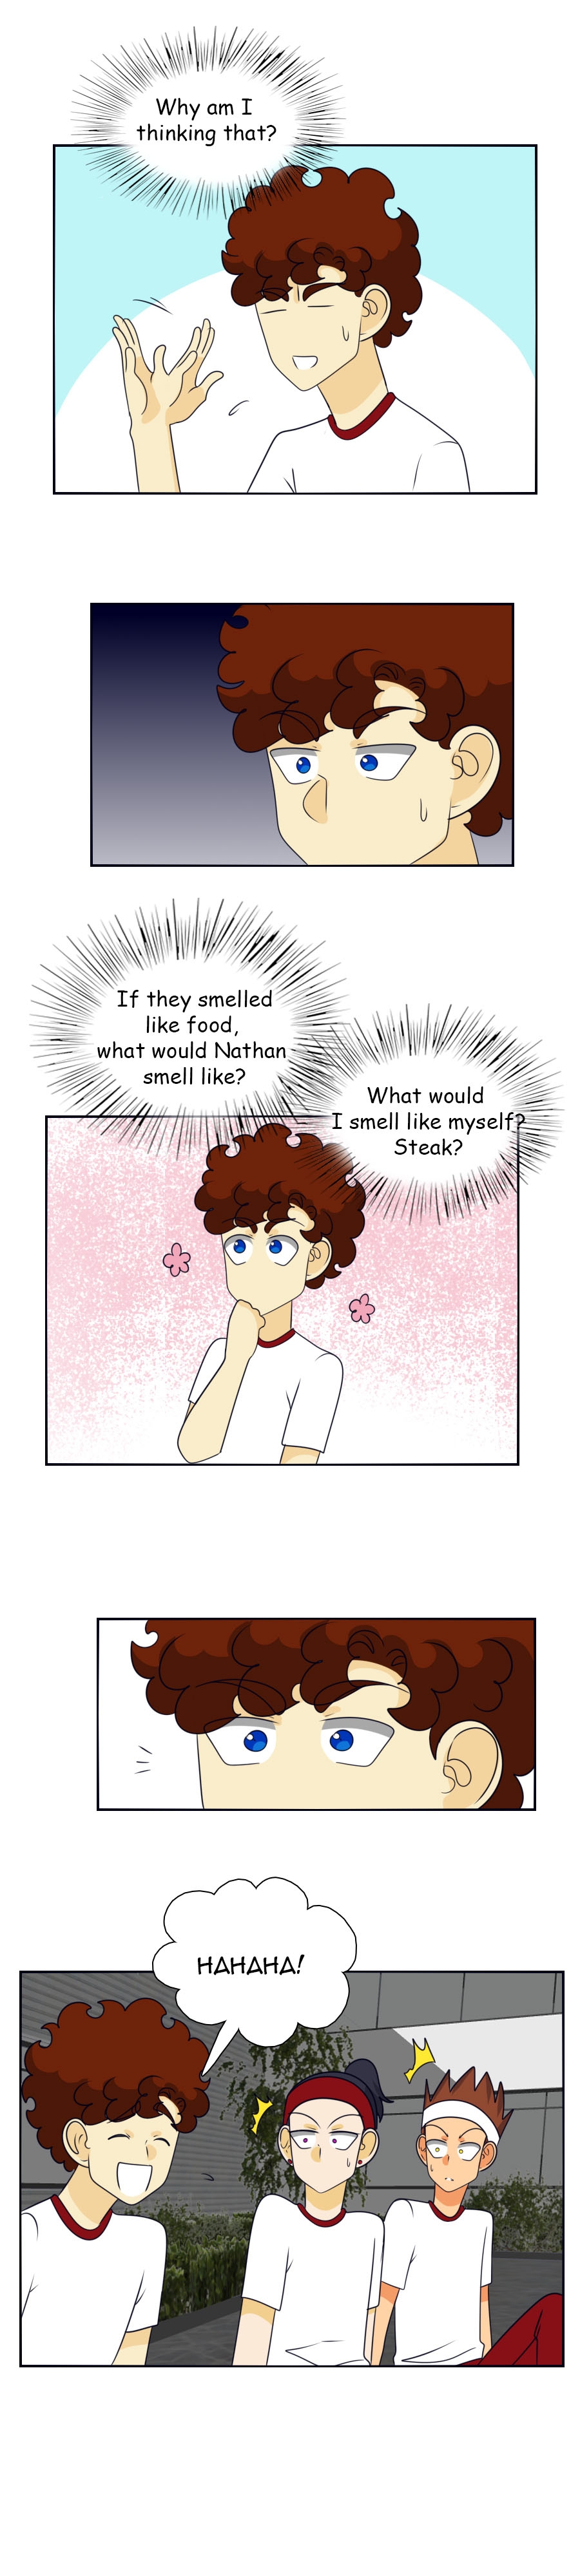 Why am I
thinking that?
If they smelled
like food,
what would Nathan
smell like?
What would
I smell like myself?
Steak?
HAHAHA!